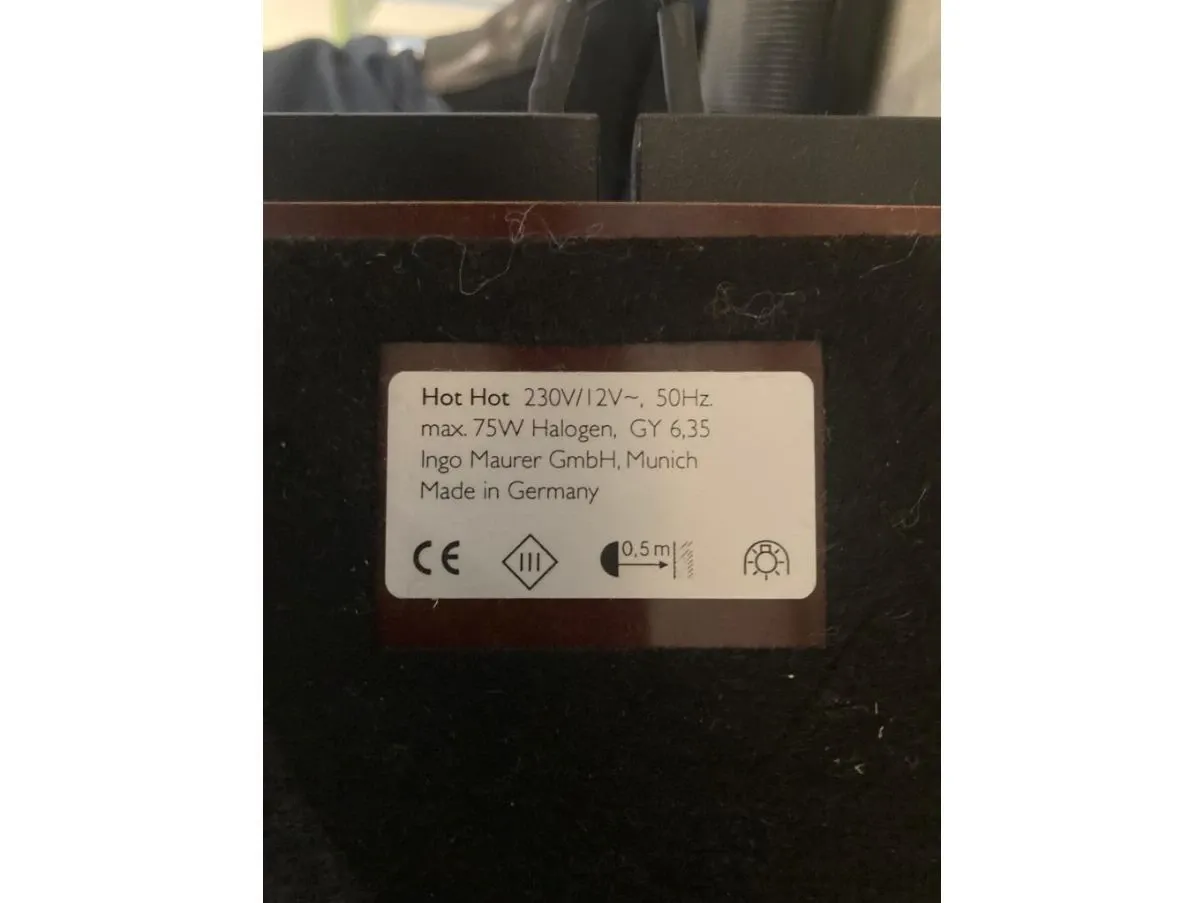 Hot Hot 230V/12V~, 50Hz.
max. 75W Halogen, GY 6,35
Ingo Maurer GmbH, Munich
Made in Germany
CE III 0,5m